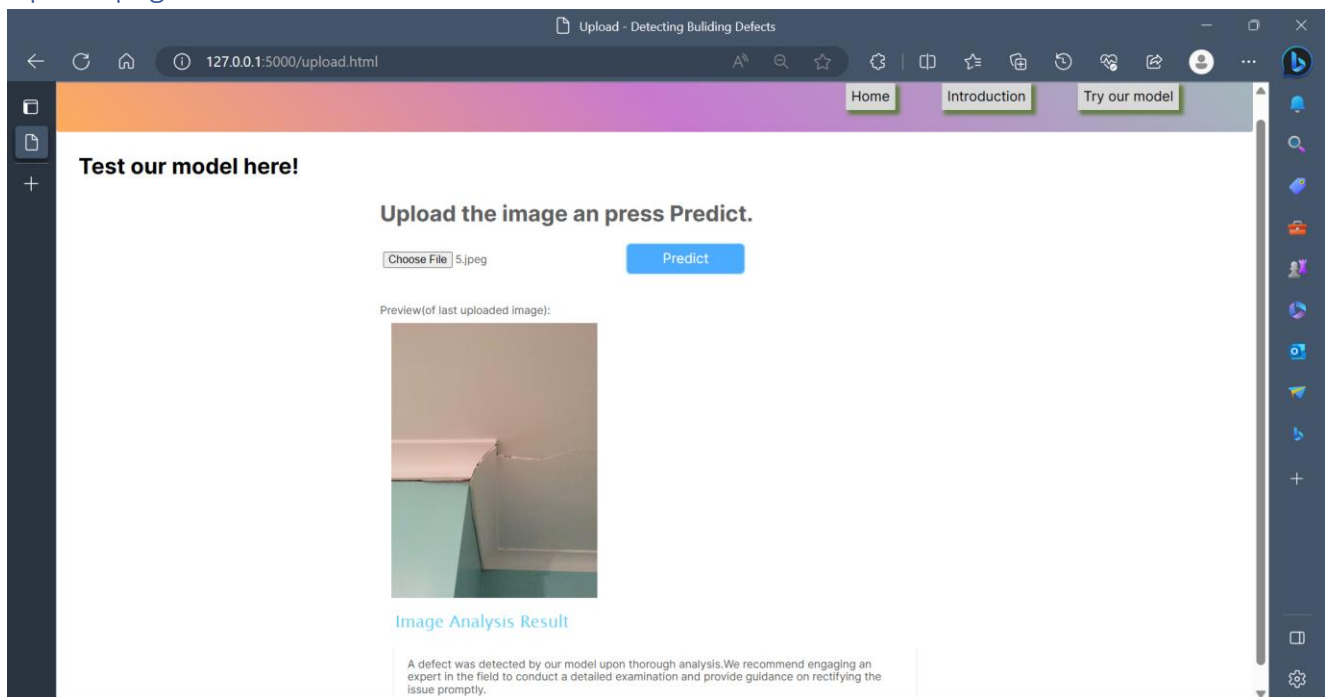 Upload - Detecting Buliding Defects
127.0.0.1:5000/upload.html
Home Introduction Try our model
Test our model here!
Upload the image an press Predict.
Choose File 5.jpeg Predict
Preview(of last uploaded image):
Image Analysis Result
A defect was detected by our model upon thorough analysis.We recommend engaging an
expert in the field to conduct a detailed examination and provide guidance on rectifying the
issue promptly.